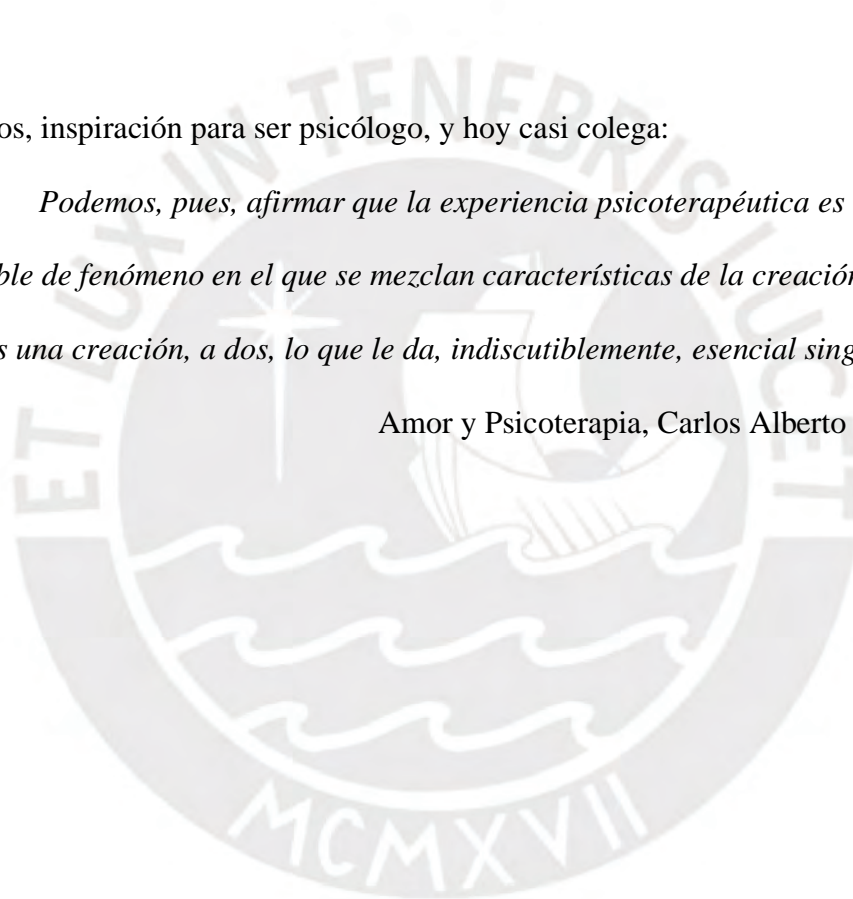 os, inspiración para ser psicólogo, y hoy casi colega:
Podemos, pues, afirmar que la experiencia psicoterapéutica es
ble de fenómeno en el que se mezclan características de la creación
s una creación, a dos, lo que le da, indiscutiblemente, esencial sing
Amor y Psicoterapia, Carlos Alberto
ET LUX IN TENEBRIS LUCET
MCMXVII